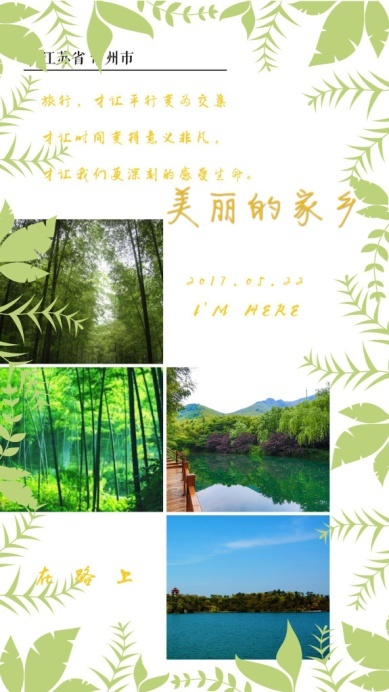 江苏省 州市
旅行，才让平行变为交集
才让时间变得意义非凡，
才让我们更深刻的感受生命。
美丽的家乡
2017.05.22
I'M HERE
在路上